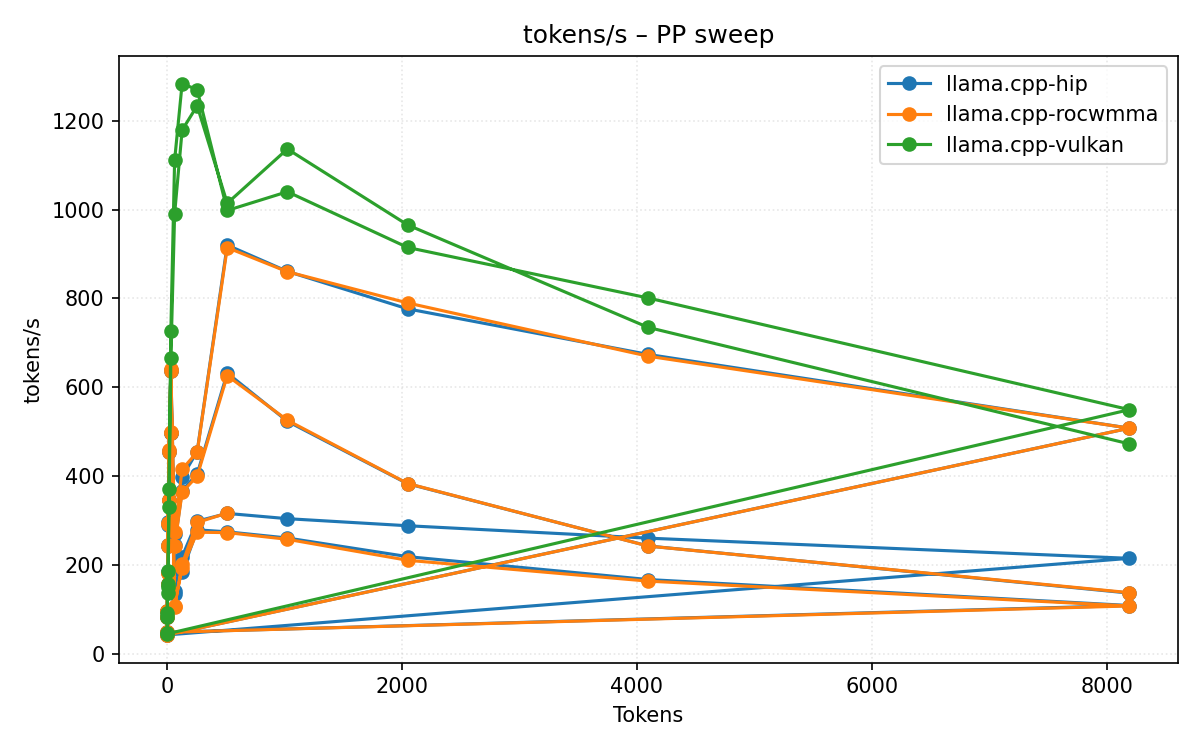 tokens/s – PP sweep
llama.cpp-hip
llama.cpp-rocwmma
llama.cpp-vulkan
tokens/s
1200
1000
800
600
400
200
0
0 2000 4000 6000 8000
Tokens